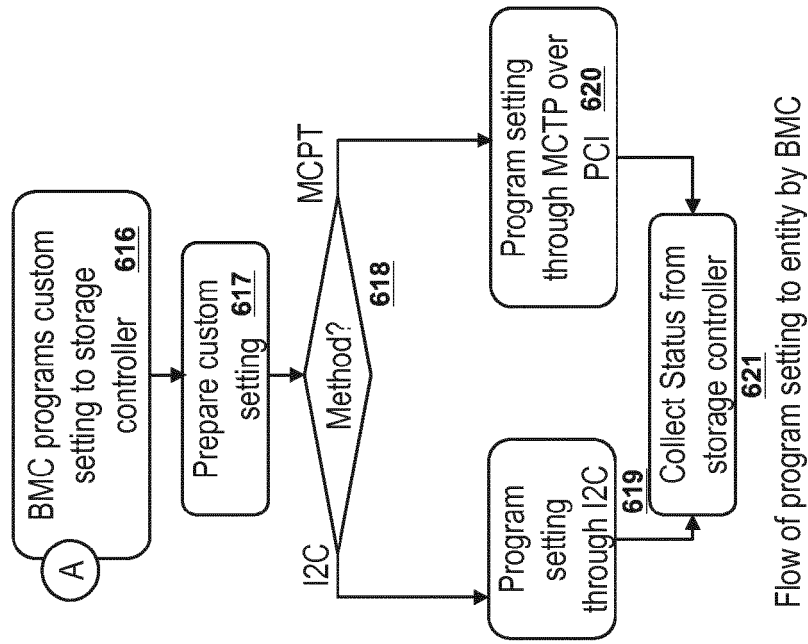 A
BMC programs custom
setting to storage
controller
616
Prepare custom
setting 617
Method?
618
I2C
MCPT
Program
setting
through I2C
619
Program setting
through MCTP over
PCI 620
Collect Status from
storage controller
621
Flow of program setting to entity by BMC